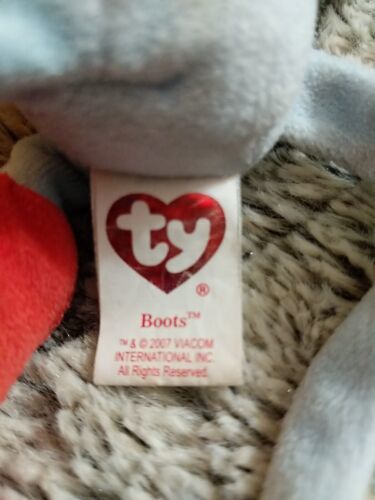 ty
®
Boots™
™ & © 2007 VIACOM
INTERNATIONAL INC.
All Rights Reserved.